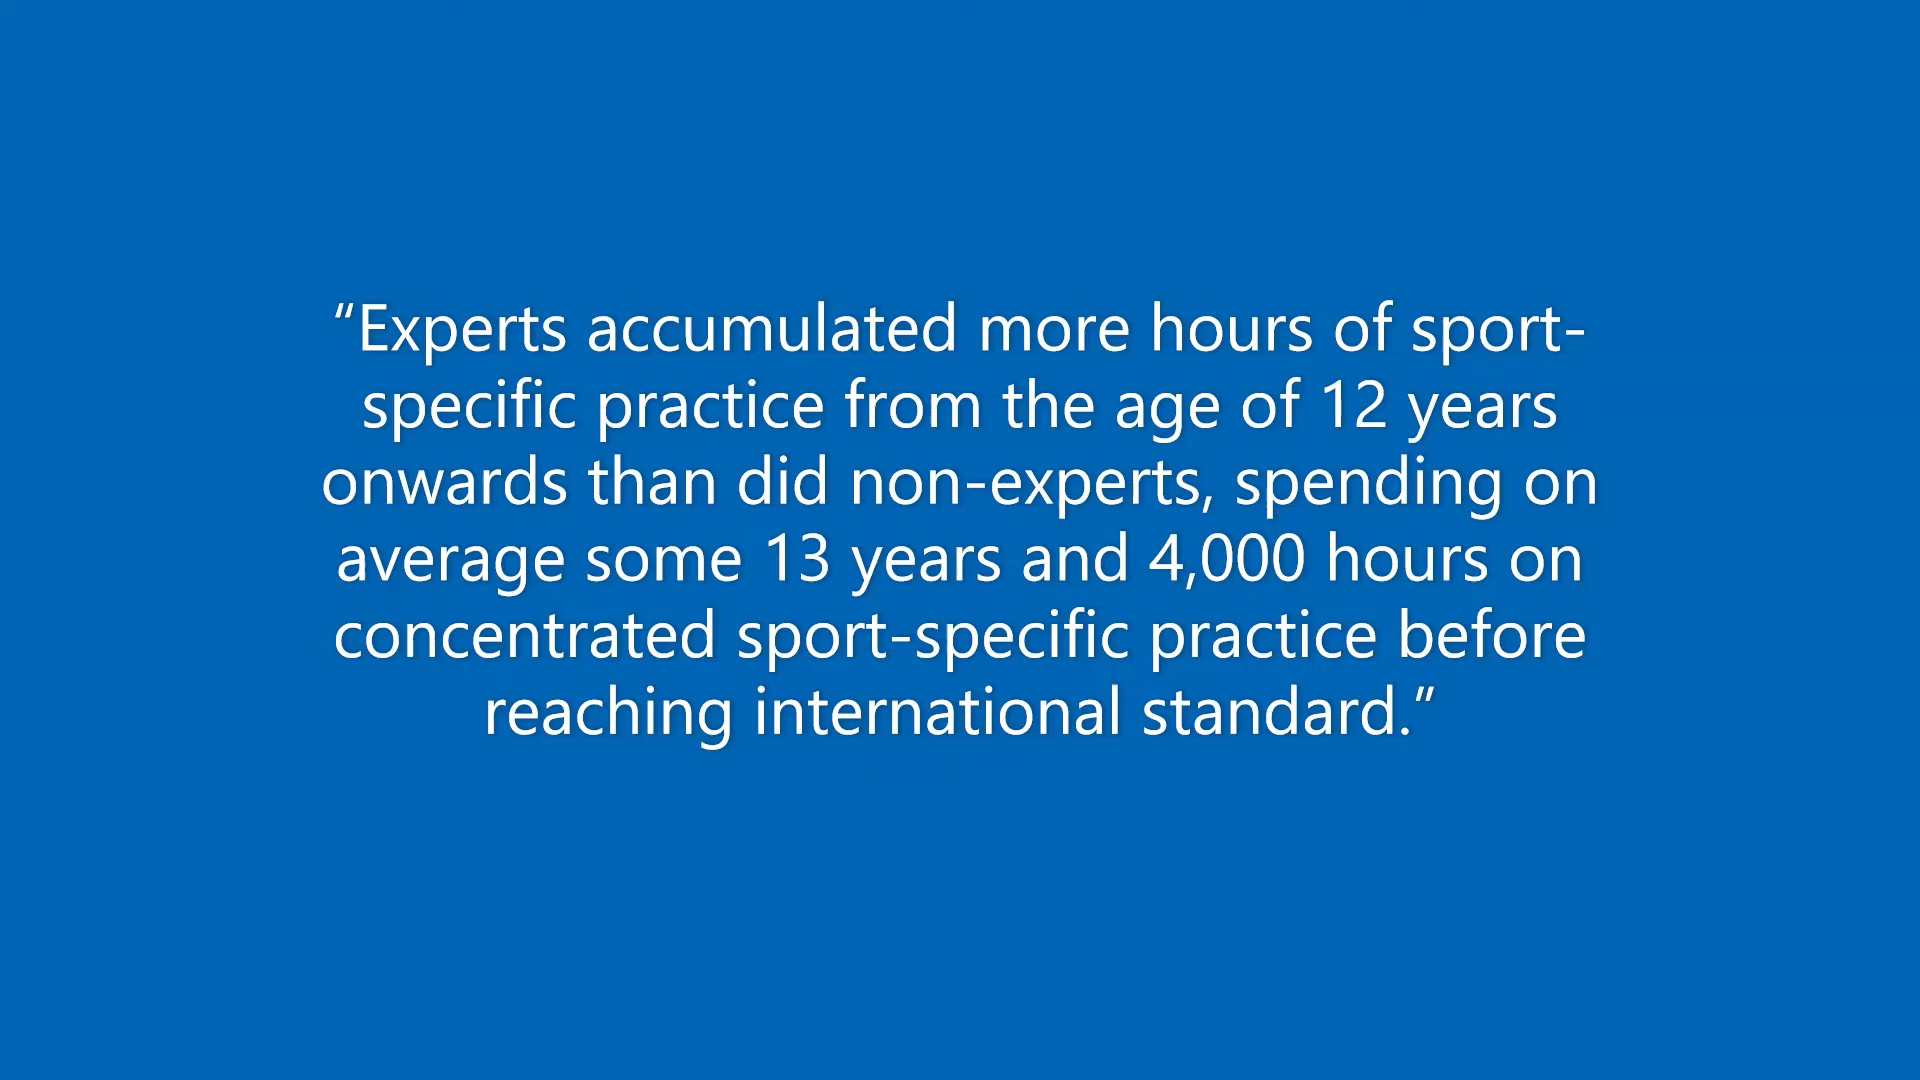 “Experts accumulated more hours of sport-
specific practice from the age of 12 years
onwards than did non-experts, spending on
average some 13 years and 4,000 hours on
concentrated sport-specific practice before
reaching international standard.”